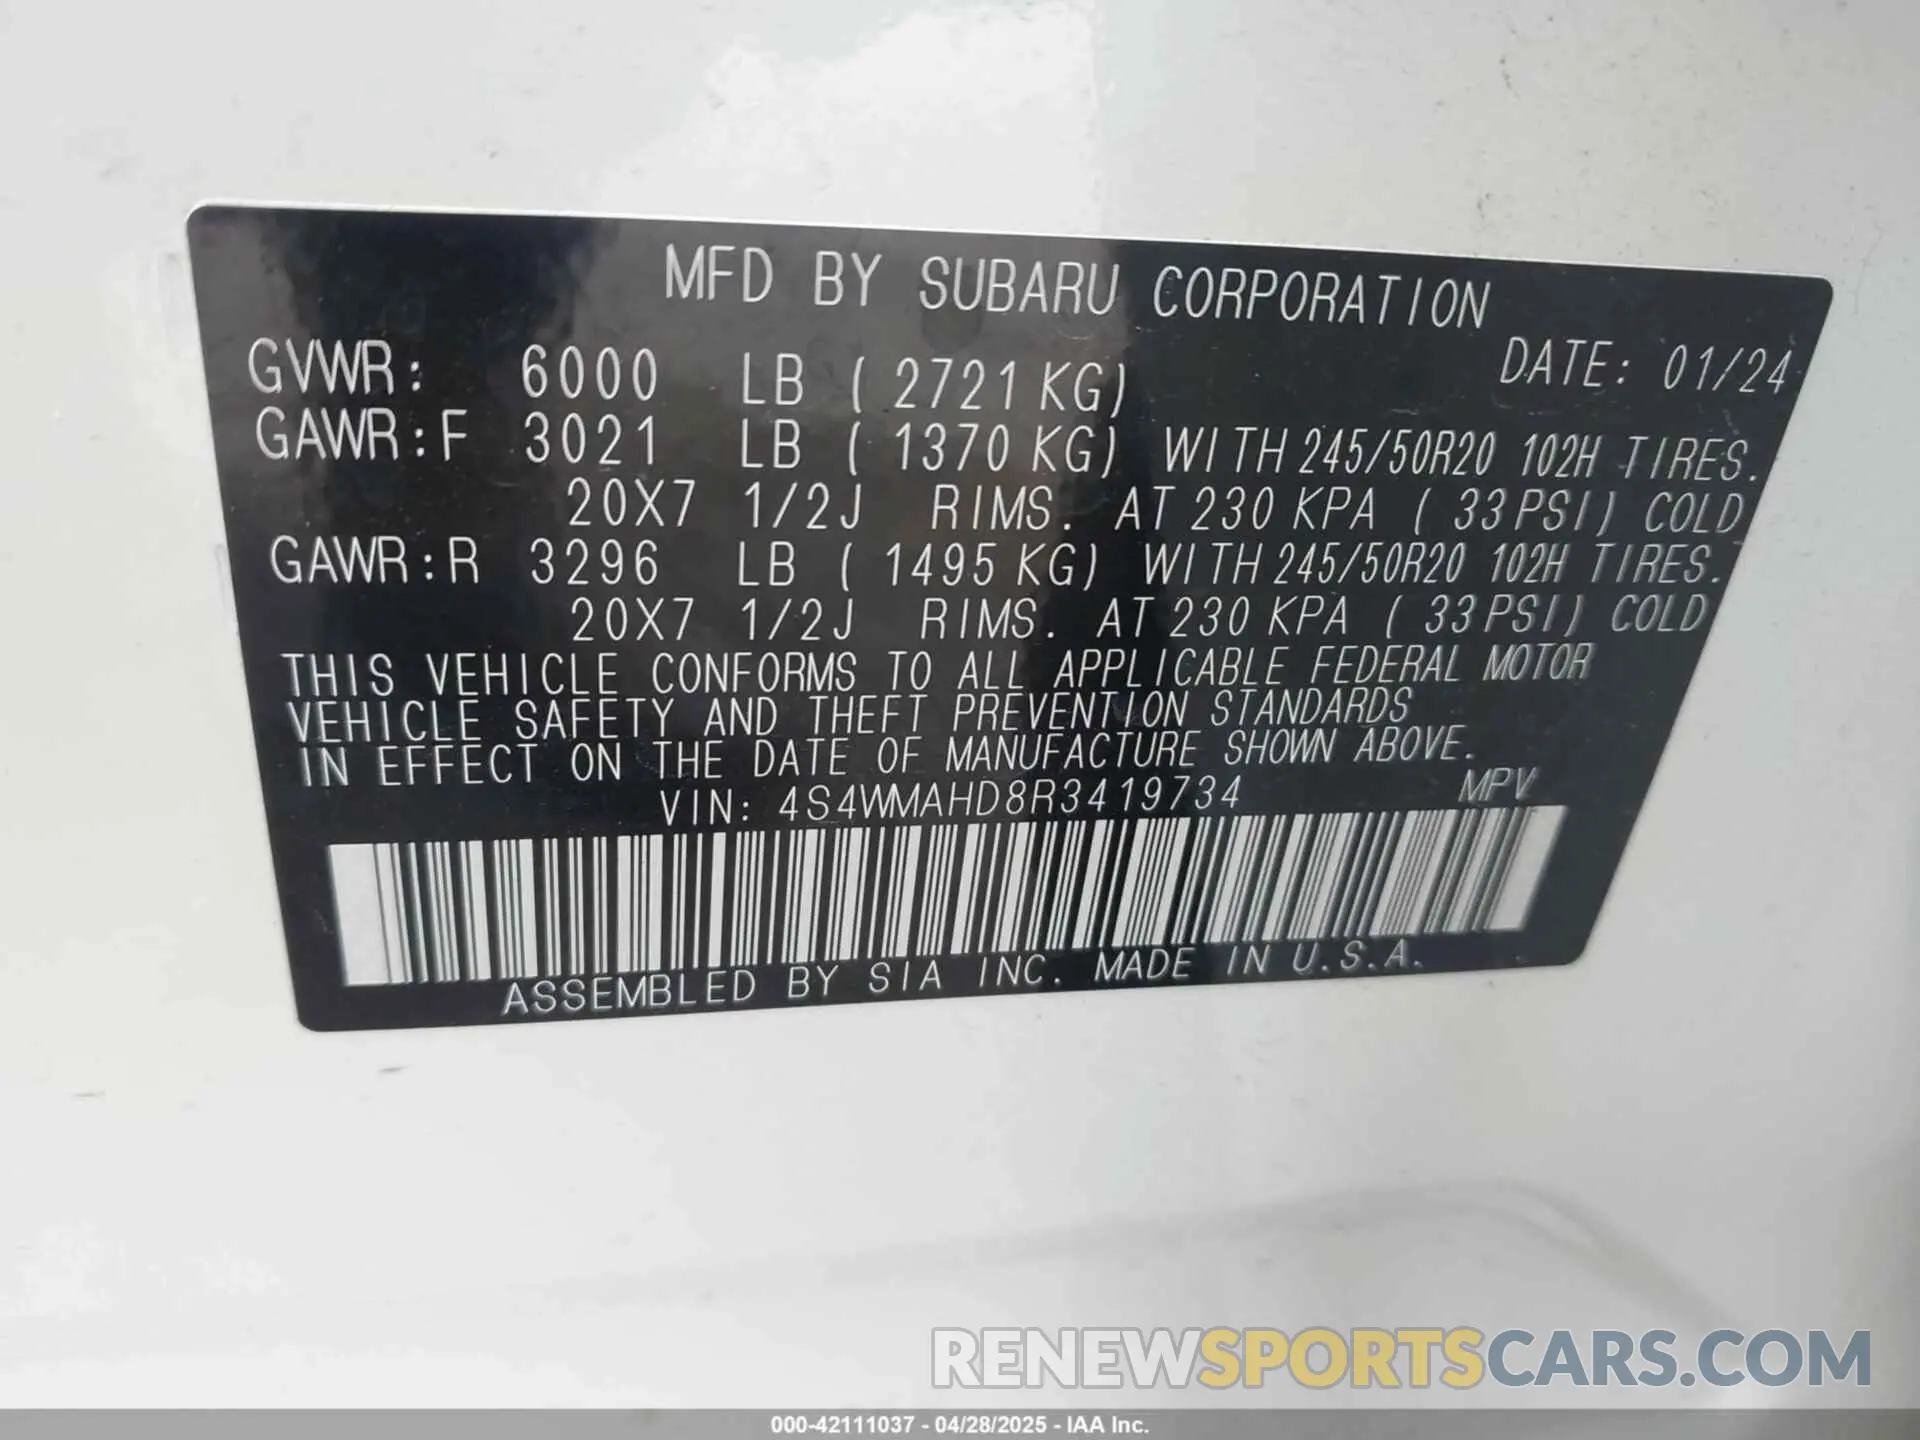 MFD BY SUBARU CORPORATION
GVWR: 6000 LB ( 2721 KG) DATE: 01/24
GAWR:F 3021 LB ( 1370 KG) WITH 245/50R20 102H TIRES.
20X7 1/2J RIMS. AT 230 KPA ( 33 PSI) COLD
GAWR:R 3296 LB ( 1495 KG) WITH 245/50R20 102H TIRES.
20X7 1/2J RIMS. AT 230 KPA ( 33 PSI) COLD
THIS VEHICLE CONFORMS TO ALL APPLICABLE FEDERAL MOTOR
VEHICLE SAFETY AND THEFT PREVENTION STANDARDS
IN EFFECT ON THE DATE OF MANUFACTURE SHOWN ABOVE.
VIN: 4S4WMAHD8R3419734 MPV
ASSEMBLED BY SIA INC. MADE IN U.S.A.
RENEWSPORTSCARS.COM
000-42111037 - 04/28/2025 - IAA Inc.